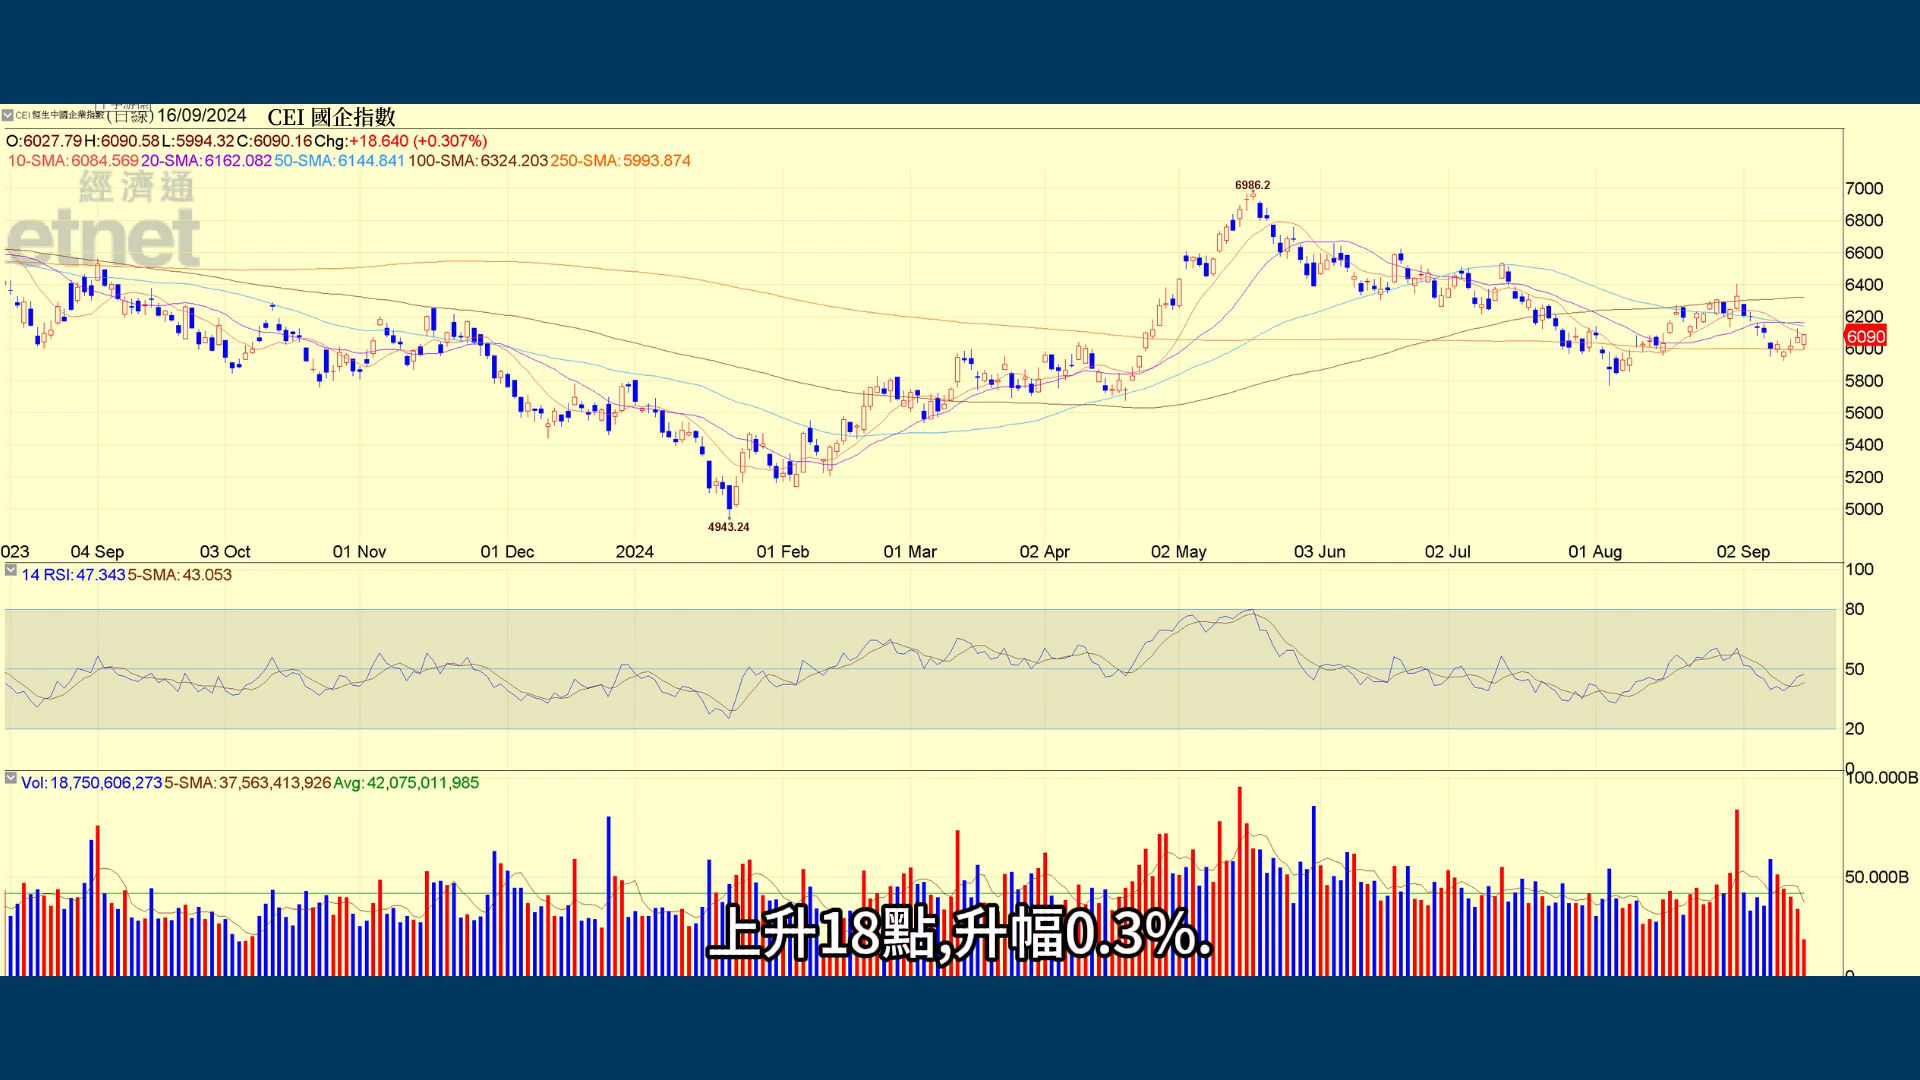 CEI 恒生中國企業指數(日線) 16/09/2024 CEI 國企指數
O:6027.79 H:6090.58 L:5994.32 C:6090.16 Chg:+18.640 (+0.307%)
10-SMA:6084.569 20-SMA:6162.082 50-SMA:6144.841 100-SMA:6324.203 250-SMA:5993.874
經濟通
etnet
6986.2
7000
6800
6600
6400
6200
6090
6000
5800
5600
5400
5200
5000
4943.24
023 04 Sep 03 Oct 01 Nov 01 Dec 2024 01 Feb 01 Mar 02 Apr 02 May 03 Jun 02 Jul 01 Aug 02 Sep
14 RSI:47.343 5-SMA:43.053
100
80
50
20
0
Vol:18,750,606,273 5-SMA:37,563,413,926 Avg:42,075,011,985
100.000B
50.000B
0
上升18點,升幅0.3%.